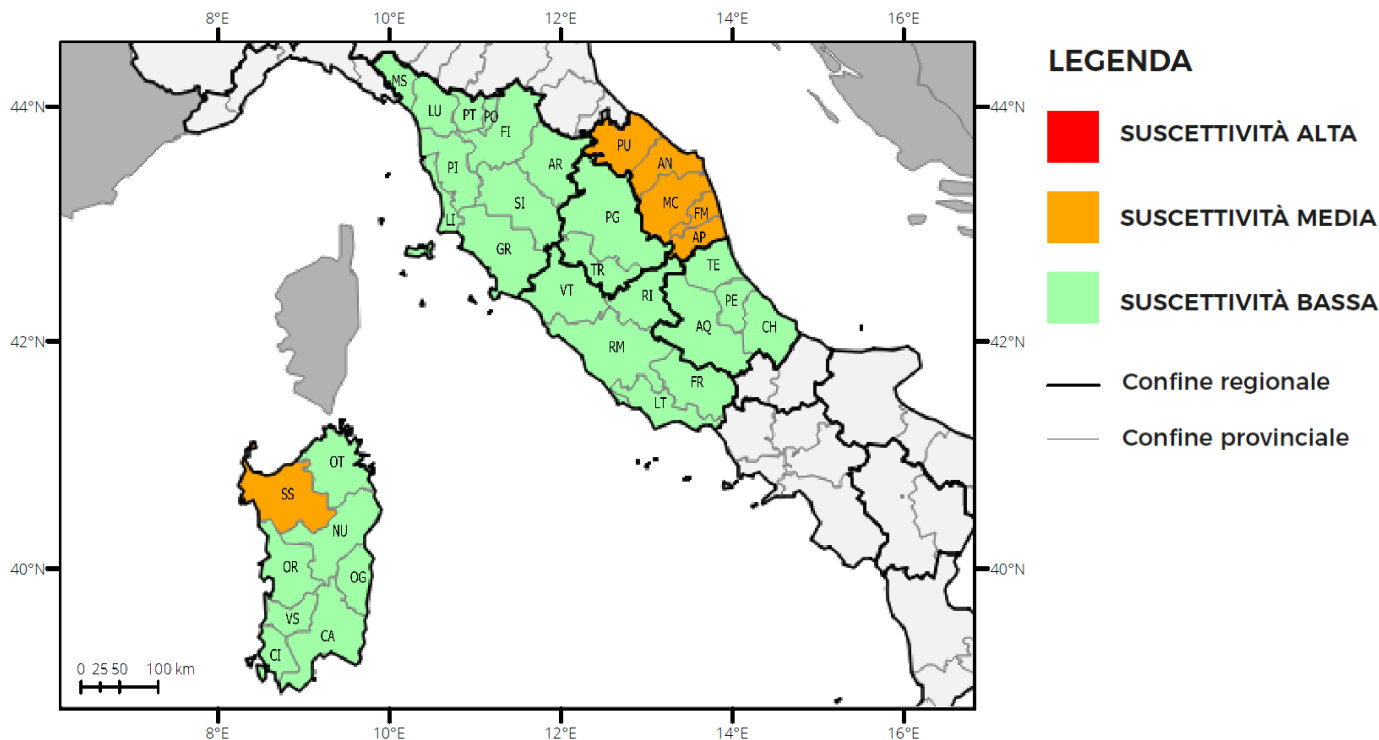 8°E 10°E 12°E 14°E 16°E
LEGENDA
SUSCETTIVITÀ ALTA
SUSCETTIVITÀ MEDIA
SUSCETTIVITÀ BASSA
Confine regionale
Confine provinciale
44°N 44°N
42°N 42°N
40°N 40°N
MS
LU PT PO
FI
PU
AN
AR
PI
SI
MC
FM
LI
PG
AP
GR
TR
TE
VT
RI
PE
AQ
CH
RM
FR
LT
OT
SS
NU
OR
OG
VS
CA
CI
0 25 50 100 km
8°E 10°E 12°E 14°E 16°E